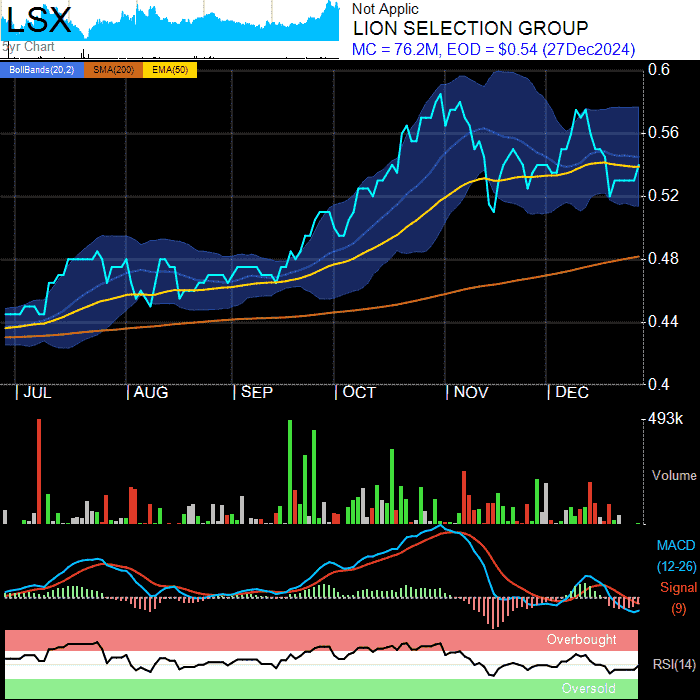 LSX
5yr Chart
Not Applic
LION SELECTION GROUP
MC = 76.2M, EOD = $0.54 (27Dec2024)
BollBands(20,2) SMA(200) EMA(50)
0.6
0.56
0.52
0.48
0.44
0.4
JUL AUG SEP OCT NOV DEC
493k
Volume
MACD
(12-26)
Signal
(9)
Overbought
RSI(14)
Oversold